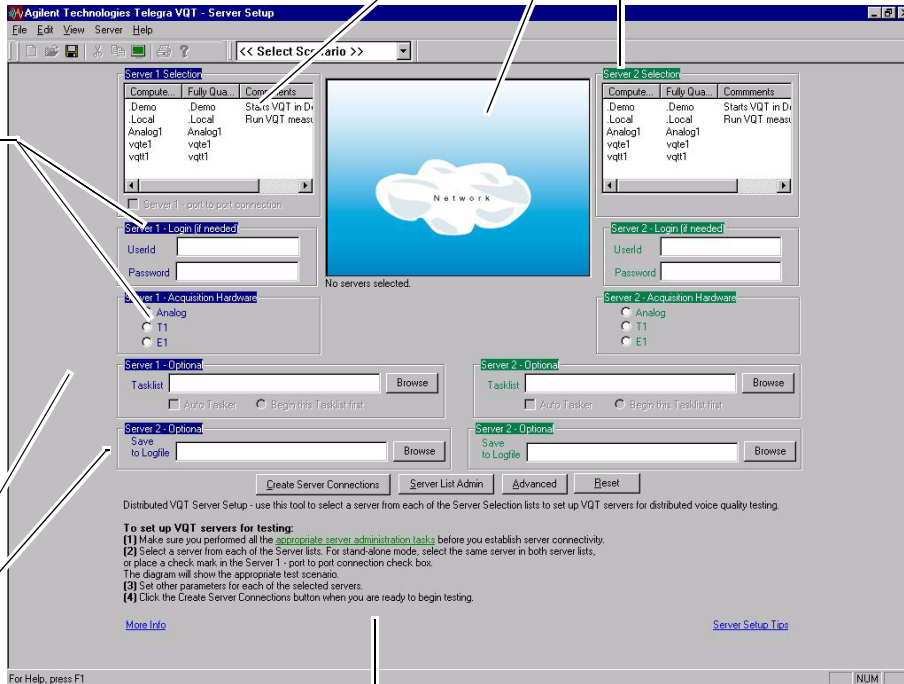 Agilent Technologies Telegra VQT - Server Setup
File Edit View Server Help
<< Select Scenario >>
Server 1 Selection
Compute... Fully Qua... Comments
.Demo .Demo Starts VQT in De
.Local .Local Run VQT measu
Analog1 Analog1
vqte1 vqte1
vqtt1 vqtt1
Server 1 - port to port connection
Network
No servers selected.
Server 2 Selection
Compute... Fully Qua... Commments
.Demo .Demo Starts VQT in De
.Local .Local Run VQT measu
Analog1 Analog1
vqte1 vqte1
vqtt1 vqtt1
Server 1 - Login (if needed)
UserId
Password
Server 2 - Login (if needed)
UserId
Password
Server 1 - Acquisition Hardware
Analog
T1
E1
Server 2 - Acquisition Hardware
Analog
T1
E1
Server 1 - Optional
Tasklist Browse
Auto Tasker Begin this Tasklist first
Server 2 - Optional
Tasklist Browse
Auto Tasker Begin this Tasklist first
Server 2 - Optional
Save
to Logfile Browse
Server 2 - Optional
Save
to Logfile Browse
Create Server Connections Server List Admin Advanced Reset
Distributed VQT Server Setup - use this tool to select a server from each of the Server Selection lists to set up VQT servers for distributed voice quality testing.
To set up VQT servers for testing:
(1) Make sure you performed all the appropriate server administration tasks before you establish server connectivity.
(2) Select a server from each of the Server lists. For stand-alone mode, select the same server in both server lists,
or place a check mark in the Server 1 - port to port connection check box.
The diagram will show the appropriate test scenario.
(3) Set other parameters for each of the selected servers.
(4) Click the Create Server Connections button when you are ready to begin testing.
More Info Server Setup Tips
For Help, press F1 NUM